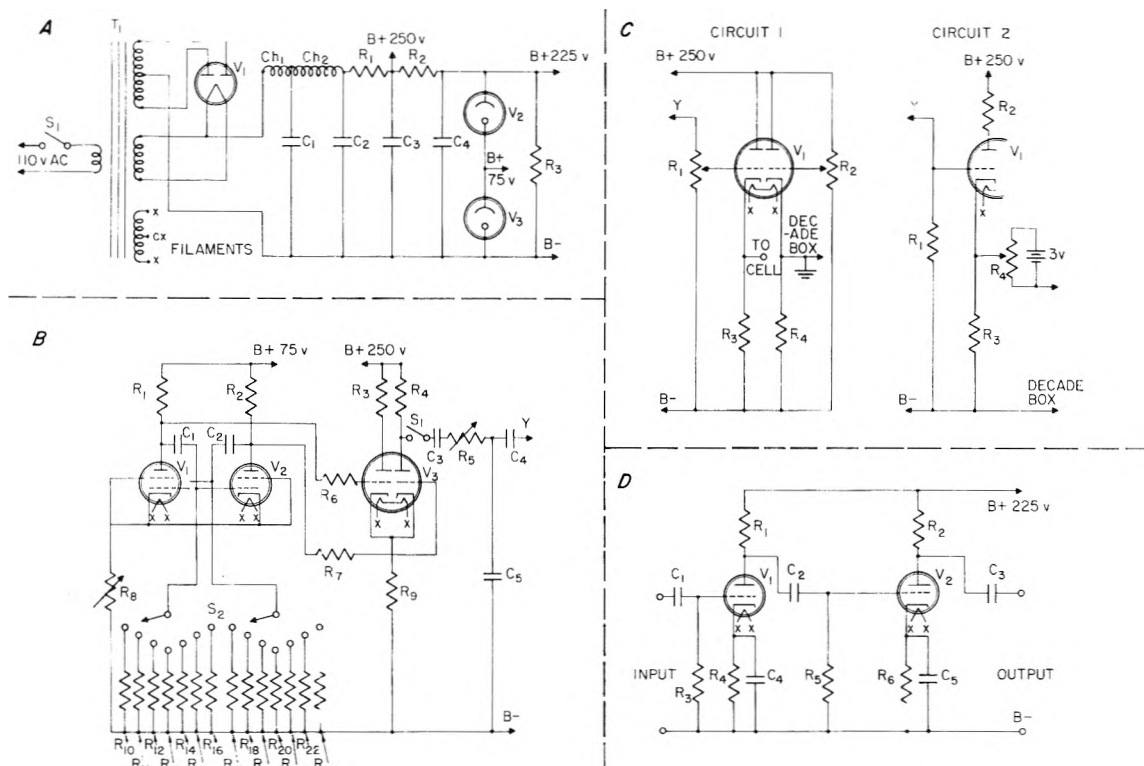 A
T1
S1
110 v AC
V1
Ch1 Ch2
R1 R2
B+ 250 v
B+ 225 v
C1 C2 C3 C4
V2
B+
75 v
V3
R3
B-
X
CX
X
FILAMENTS
B
B+ 75 v
B+ 250 v
R1 R2 R3 R4
S1
C1 C2 C3 R5 C4 Y
V1 V2 V3
X X X X X X
R6
R7
R8
S2
R9
C5
B-
R10 R12 R14 R16 R18 R20 R22
R R R R R R R
C
CIRCUIT 1
B+ 250 v
Y
R1
V1
R2
X X
TO
CELL
DEC
-ADE
BOX
R3 R4
B-
CIRCUIT 2
B+ 250 v
R2
Y
V1
X
R1
R4
3v
R3
B-
DECADE
BOX
D
B+ 225 v
R1 R2
C1 V1 C2 V2 C3
X X X X
INPUT
R3 R4 C4 R5 R6 C5
OUTPUT
B-